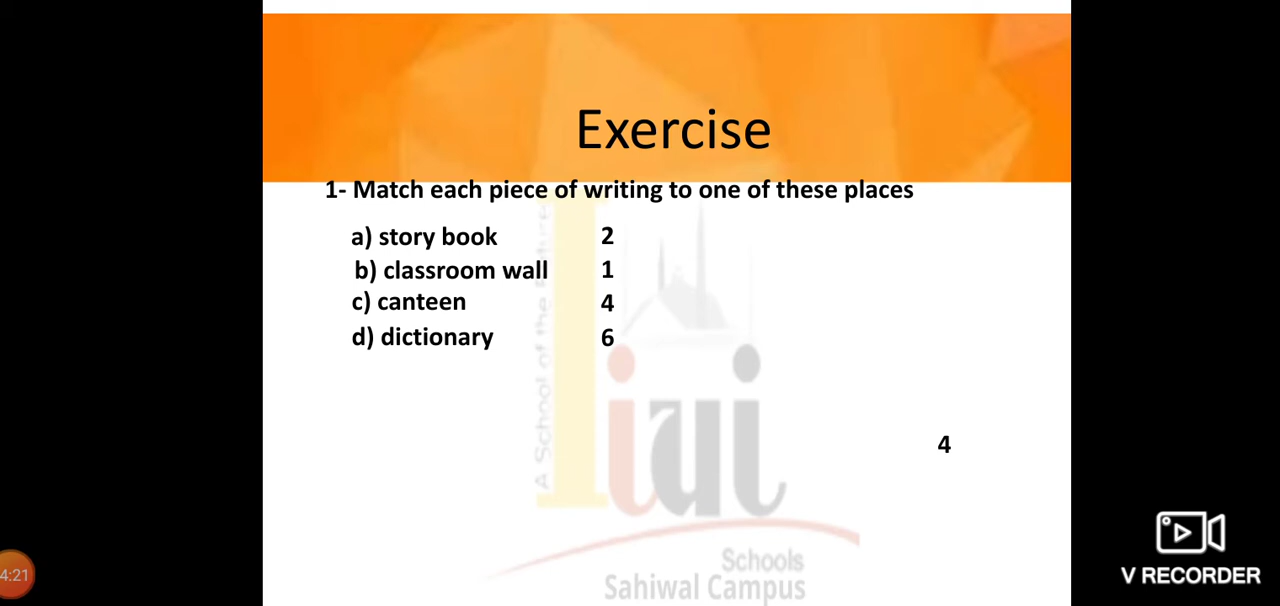 Exercise
1- Match each piece of writing to one of these places
a) story book 2
b) classroom wall 1
c) canteen 4
d) dictionary 6
4
A School of the Future
iiui
Schools
Sahiwal Campus
4:21
V RECORDER